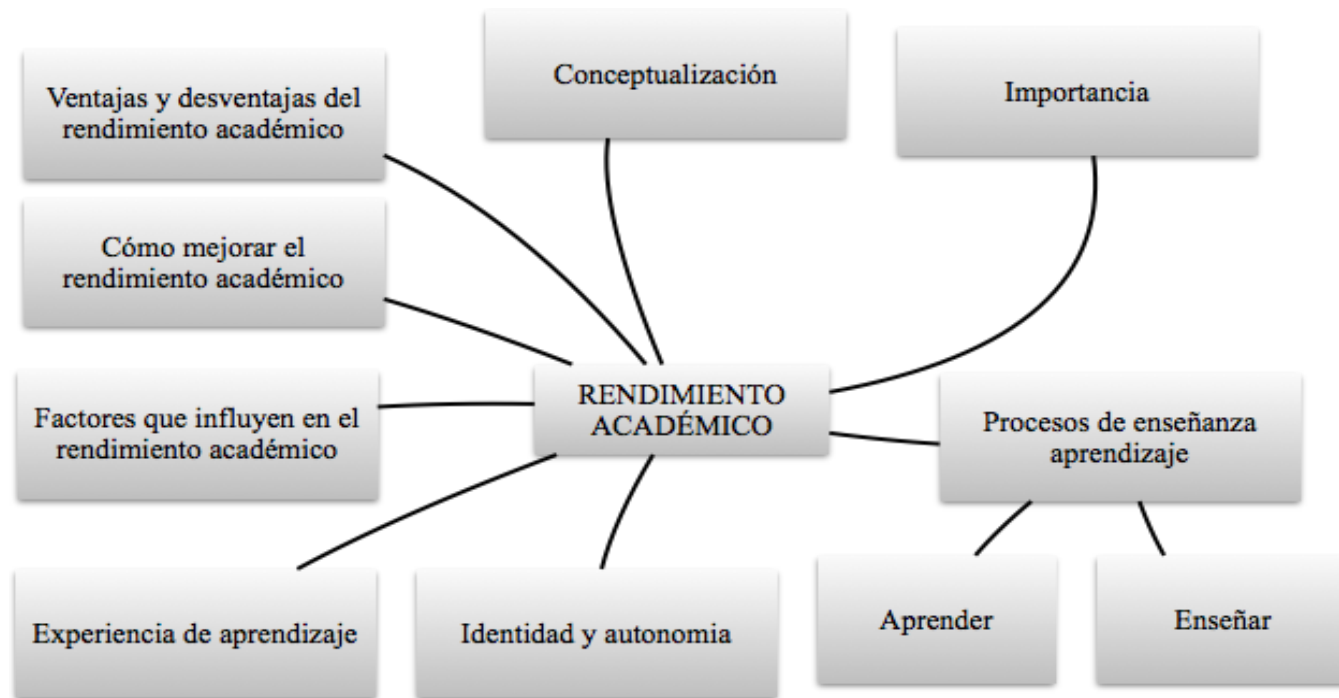 Conceptualización
Importancia
Ventajas y desventajas del
rendimiento académico
Cómo mejorar el
rendimiento académico
Factores que influyen en el
rendimiento académico
RENDIMIENTO
ACADÉMICO
Procesos de enseñanza
aprendizaje
Experiencia de aprendizaje
Identidad y autonomia
Aprender
Enseñar